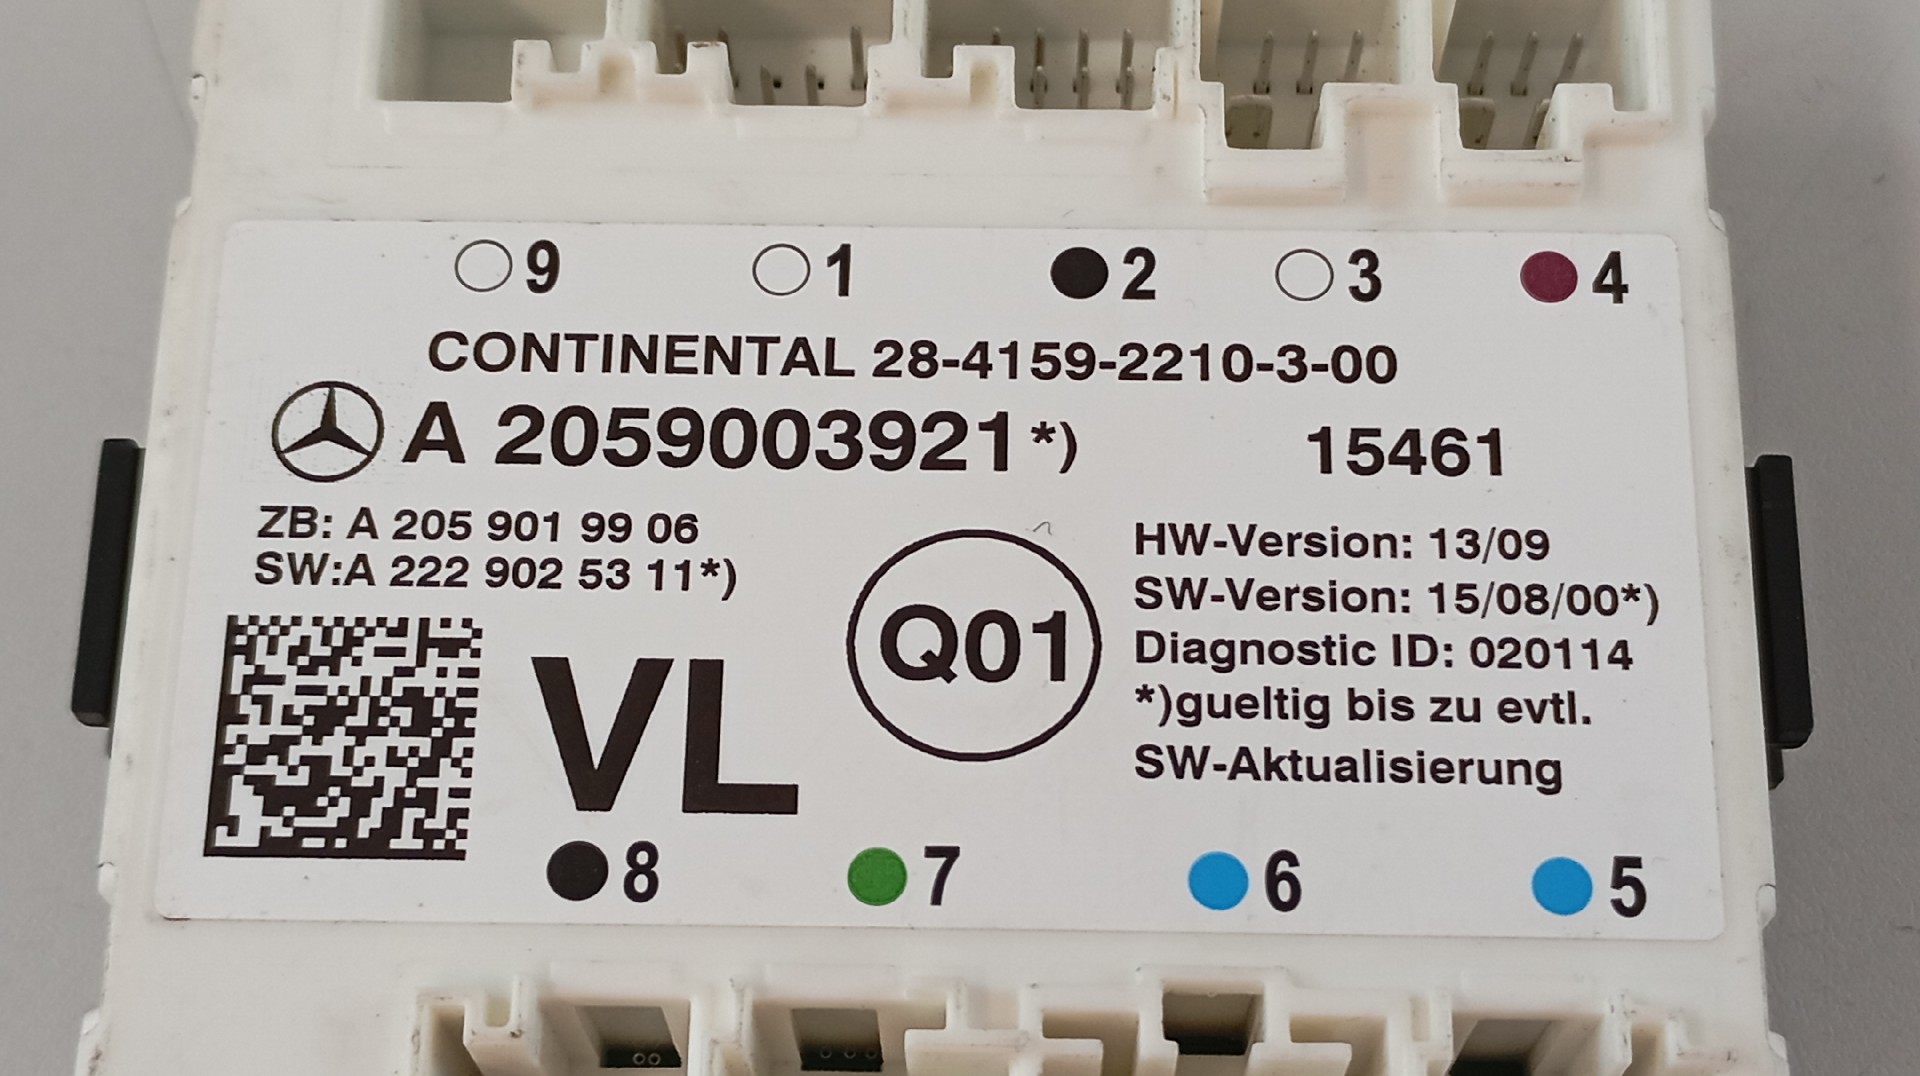 9 1 2 3 4
CONTINENTAL 28-4159-2210-3-00
A 2059003921*) 15461
ZB: A 205 901 99 06
SW:A 222 902 53 11*)
VL
Q01
HW-Version: 13/09
SW-Version: 15/08/00*)
Diagnostic ID: 020114
*)gueltig bis zu evtl.
SW-Aktualisierung
8 7 6 5